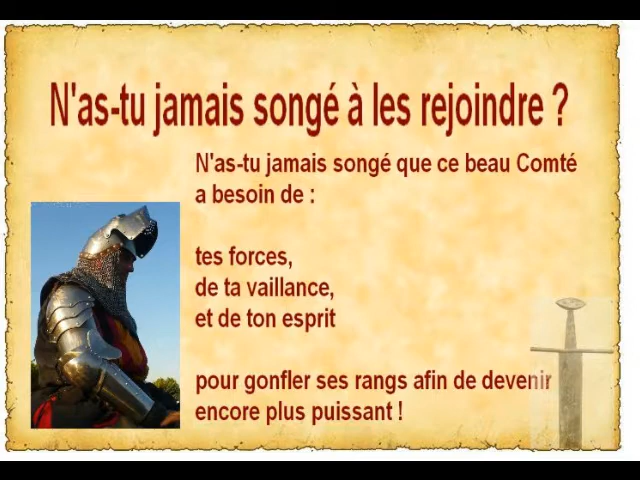 N'as-tu jamais songé à les rejoindre ?
N'as-tu jamais songé que ce beau Comté
a besoin de :
tes forces,
de ta vaillance,
et de ton esprit
pour gonfler ses rangs afin de devenir
encore plus puissant !